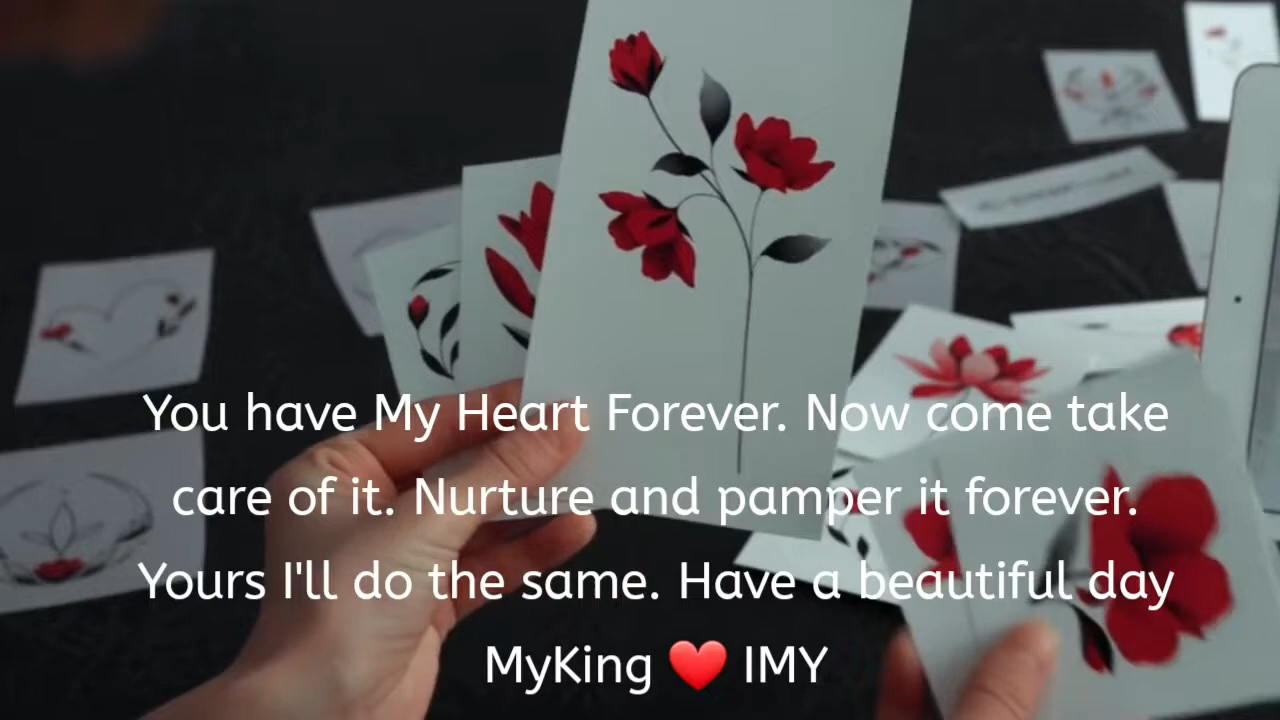 You have My Heart Forever. Now come take
care of it. Nurture and pamper it forever.
Yours I'll do the same. Have a beautiful day
MyKing ❤️ IMY